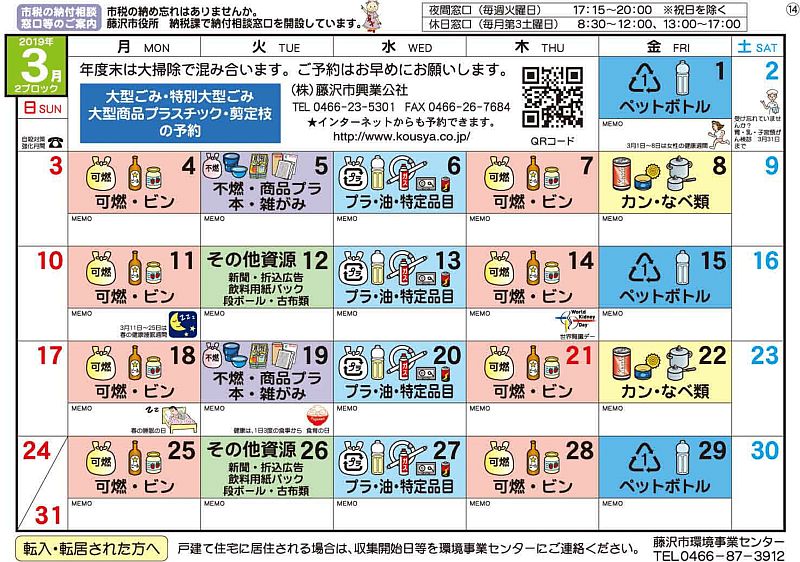 市税の納付相談
窓口等のご案内
市税の納め忘れはありませんか。
藤沢市役所 納税課で納付相談窓口を開設しています。
夜間窓口（毎週火曜日） 17:15～20:00 ※祝日を除く
休日窓口（毎月第3土曜日） 8:30～12:00、13:00～17:00
⑭
2019年
3月
2ブロック
日 SUN
月 MON
火 TUE
水 WED
木 THU
金 FRI
土 SAT
自殺対策
強化月間
年度末は大掃除で混み合います。ご予約はお早めにお願いします。
大型ごみ・特別大型ごみ
大型商品プラスチック・剪定枝
の予約
（株）藤沢市興業公社
TEL 0466-23-5301 FAX 0466-26-7684
★インターネットからも予約できます。
http://www.kousya.co.jp/
QRコード
1
1
ペットボトル
MEMO
3月1日～8日は女性の健康週間
2
受け忘れていませ
んか？
胃・乳・子宮頸が
ん検診 3月31日
まで
3
可燃
4
可燃・ビン
MEMO
不燃
5
不燃・商品プラ
本・雑がみ
MEMO
プラ
6
プラ・油・特定品目
MEMO
可燃
7
可燃・ビン
MEMO
8
カン・なべ類
MEMO
9
10
可燃
11
可燃・ビン
MEMO
3月11日～25日は
春の健康睡眠週間
その他資源 12
新聞・折込広告
飲料用紙パック
段ボール・古布類
MEMO
プラ
13
プラ・油・特定品目
MEMO
可燃
14
可燃・ビン
MEMO
World
Kidney
Day
世界腎臓デー
1
15
ペットボトル
MEMO
16
17
可燃
18
可燃・ビン
MEMO
春の睡眠の日
不燃
19
不燃・商品プラ
本・雑がみ
MEMO
健康は、1日3度の食事から 食育の日
プラ
20
プラ・油・特定品目
MEMO
可燃
21
可燃・ビン
MEMO
22
カン・なべ類
MEMO
23
24
31
可燃
25
可燃・ビン
MEMO
その他資源 26
新聞・折込広告
飲料用紙パック
段ボール・古布類
MEMO
プラ
27
プラ・油・特定品目
MEMO
可燃
28
可燃・ビン
MEMO
1
29
ペットボトル
MEMO
30
転入・転居された方へ
戸建て住宅に居住される場合は、収集開始日等を環境事業センターにご連絡ください。
藤沢市環境事業センター
TEL0466-87-3912